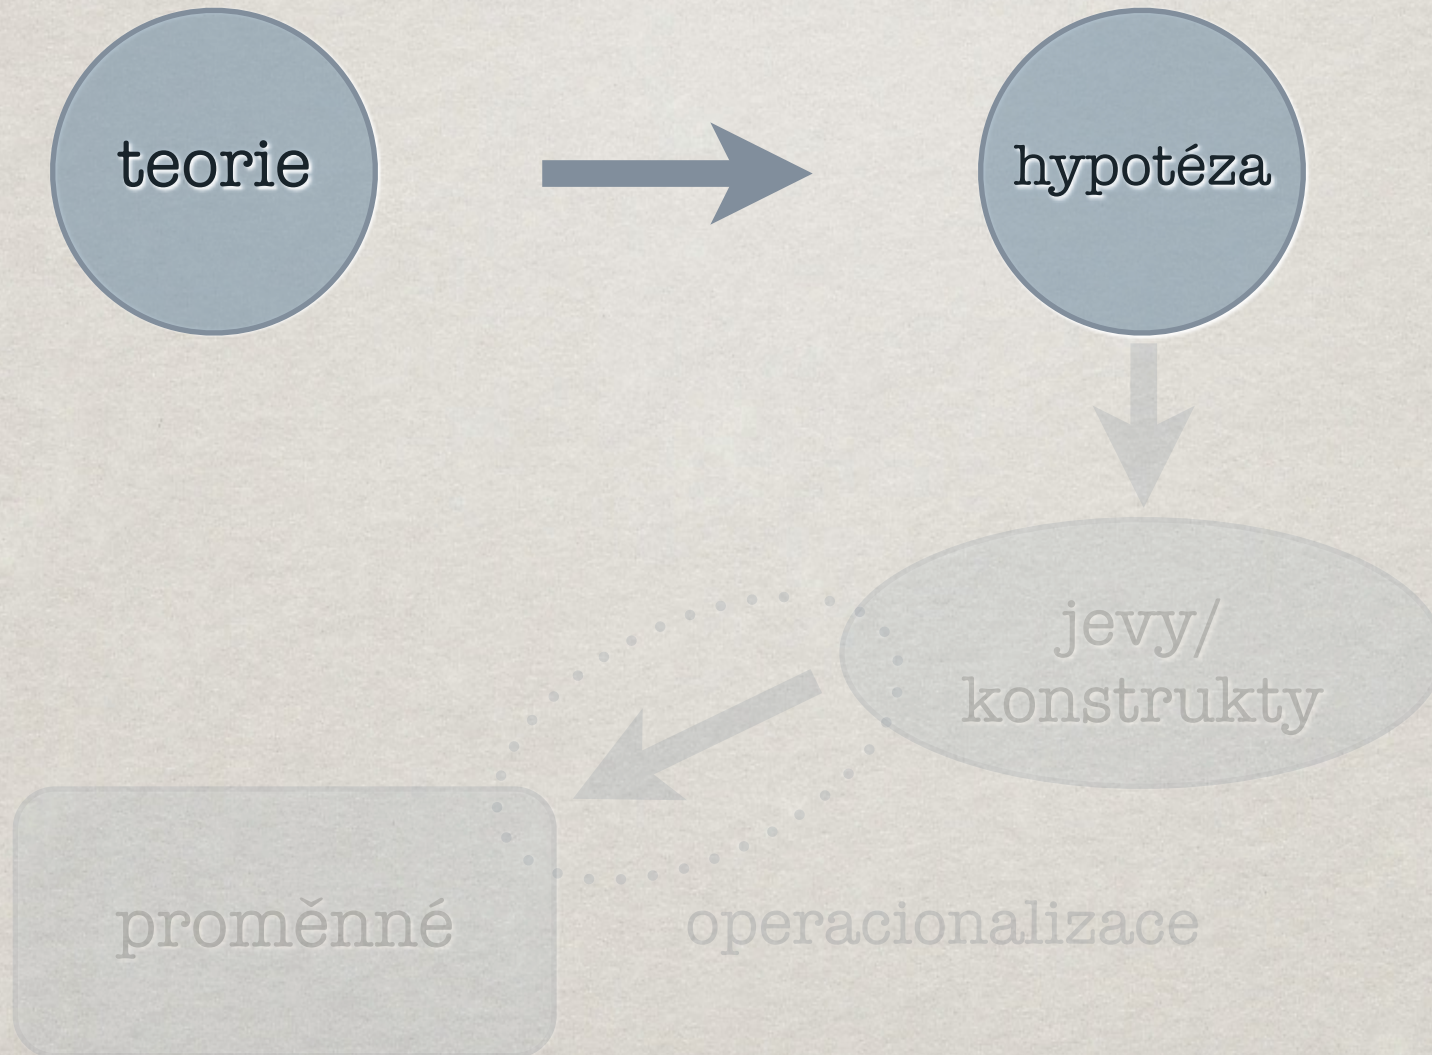 teorie
hypotéza
jevy/
konstrukty
proměnné
operacionalizace